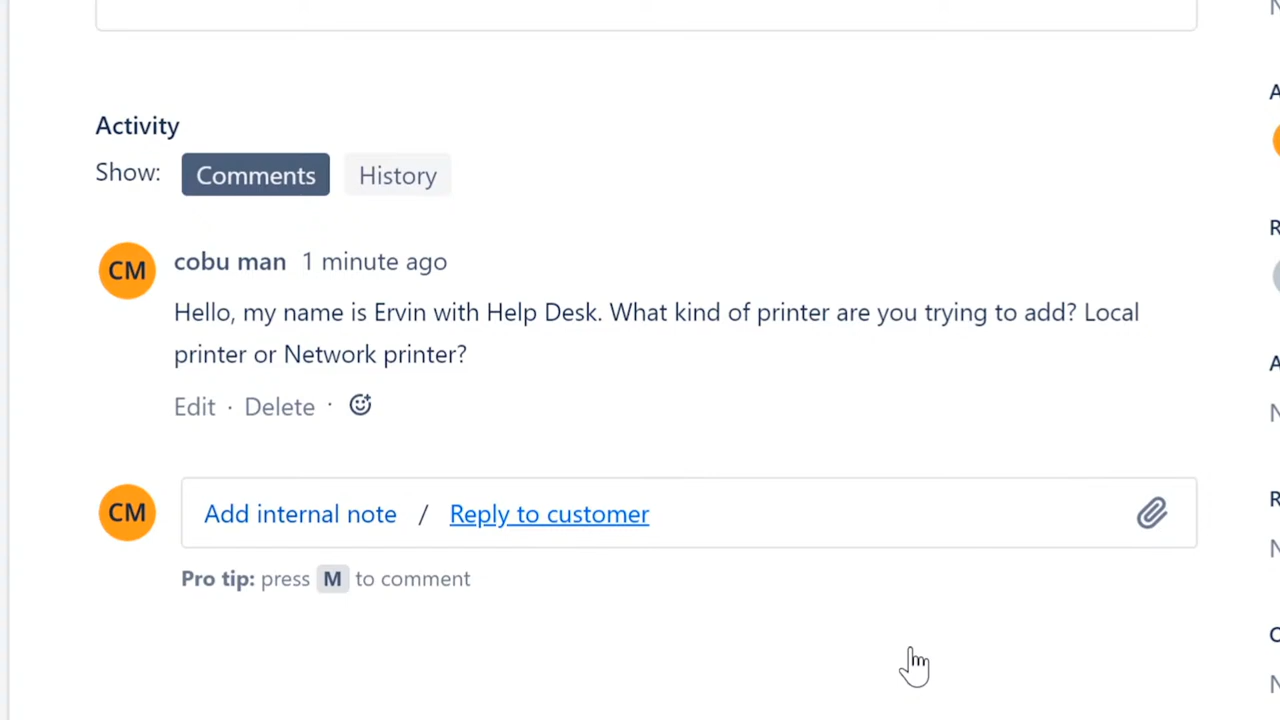 Activity
Show: Comments History
CM cobu man 1 minute ago
Hello, my name is Ervin with Help Desk. What kind of printer are you trying to add? Local
printer or Network printer?
Edit · Delete ·
CM Add internal note / Reply to customer
Pro tip: press M to comment